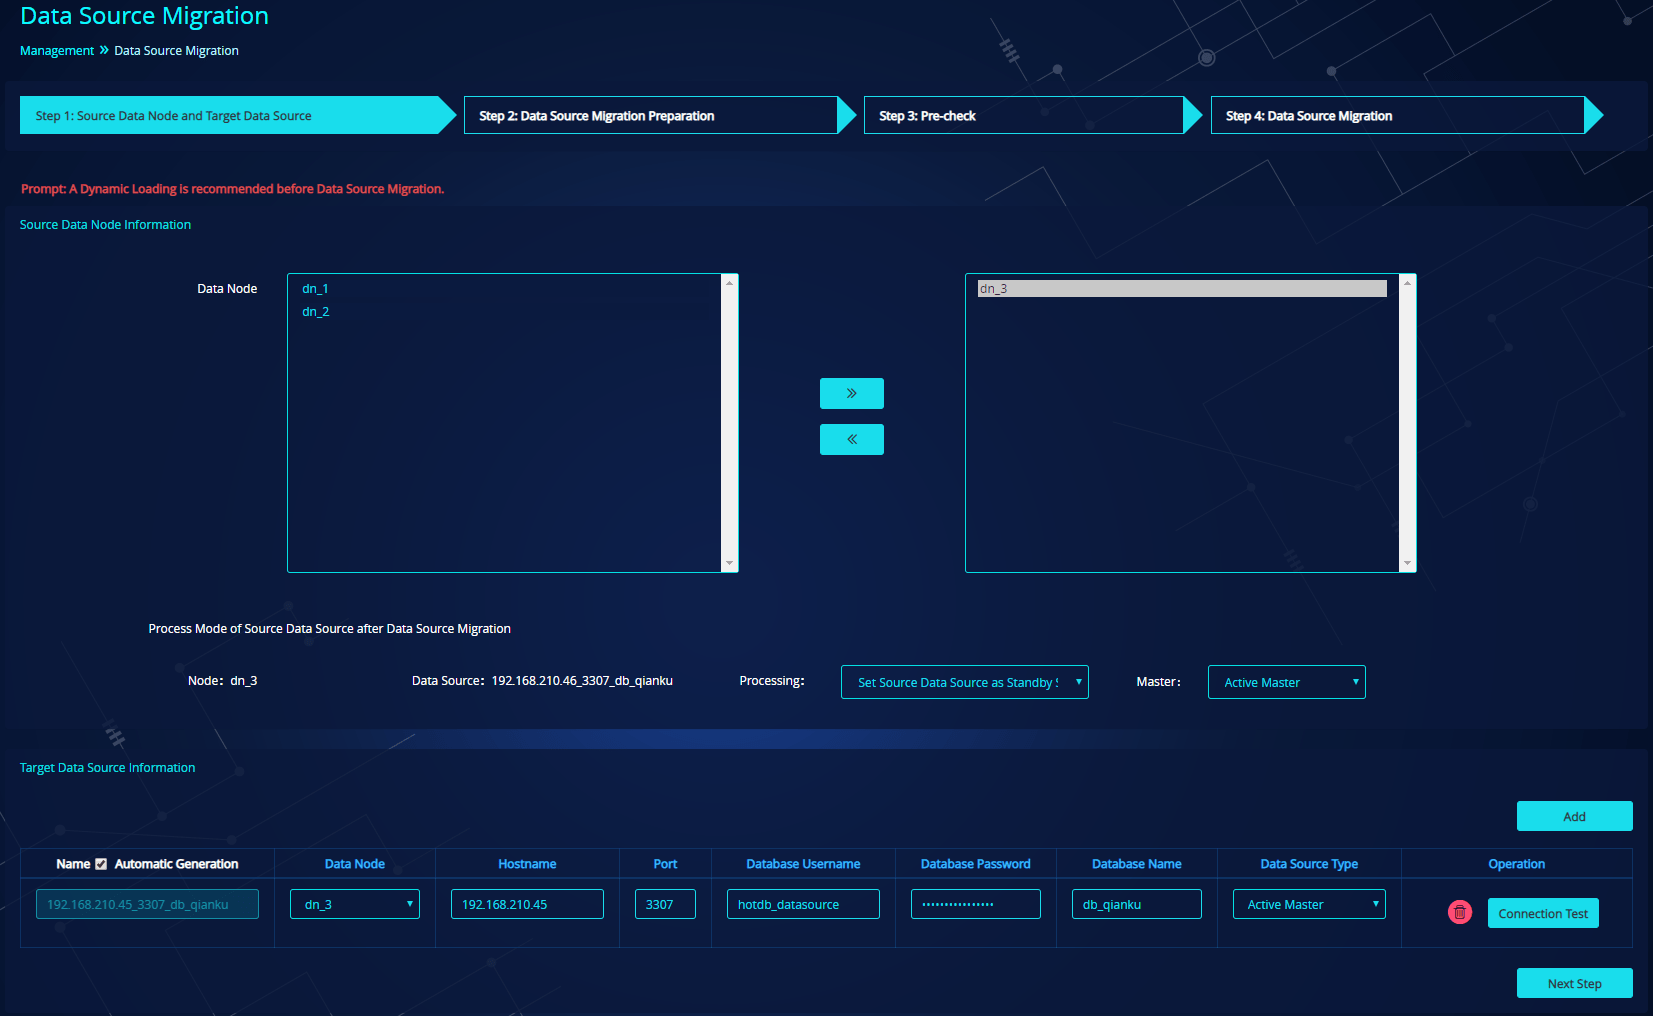 Data Source Migration
Management » Data Source Migration
Step 1: Source Data Node and Target Data Source
Step 2: Data Source Migration Preparation
Step 3: Pre-check
Step 4: Data Source Migration
Prompt: A Dynamic Loading is recommended before Data Source Migration.
Source Data Node Information
Data Node
dn_1
dn_2
dn_3
»
«
Process Mode of Source Data Source after Data Source Migration
Node: dn_3 Data Source: 192.168.210.46_3307_db_qianku Processing: Set Source Data Source as Standby S Master: Active Master
Target Data Source Information
Add
Name Automatic Generation Data Node Hostname Port Database Username Database Password Database Name Data Source Type Operation
192.168.210.45_3307_db_qianku dn_3 192.168.210.45 3307 hotdb_datasource •••••••••••••••• db_qianku Active Master Connection Test
Next Step